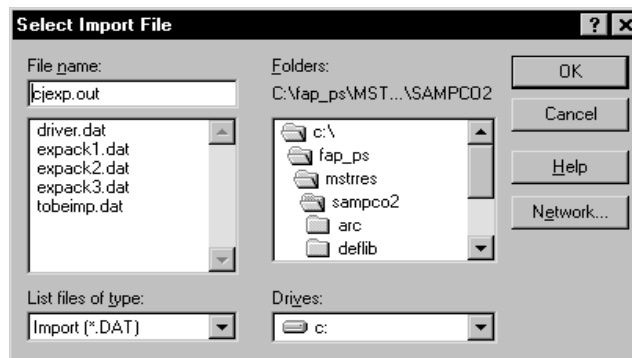 Select Import File
File name:
cjexp.out
driver.dat
expack1.dat
expack2.dat
expack3.dat
tobeimp.dat
List files of type:
Import (*.DAT)
Folders:
C:\fap_ps\MST...\SAMPCO2
c:\
fap_ps
mstrres
sampco2
arc
deflib
Drives:
c:
OK
Cancel
Help
Network...